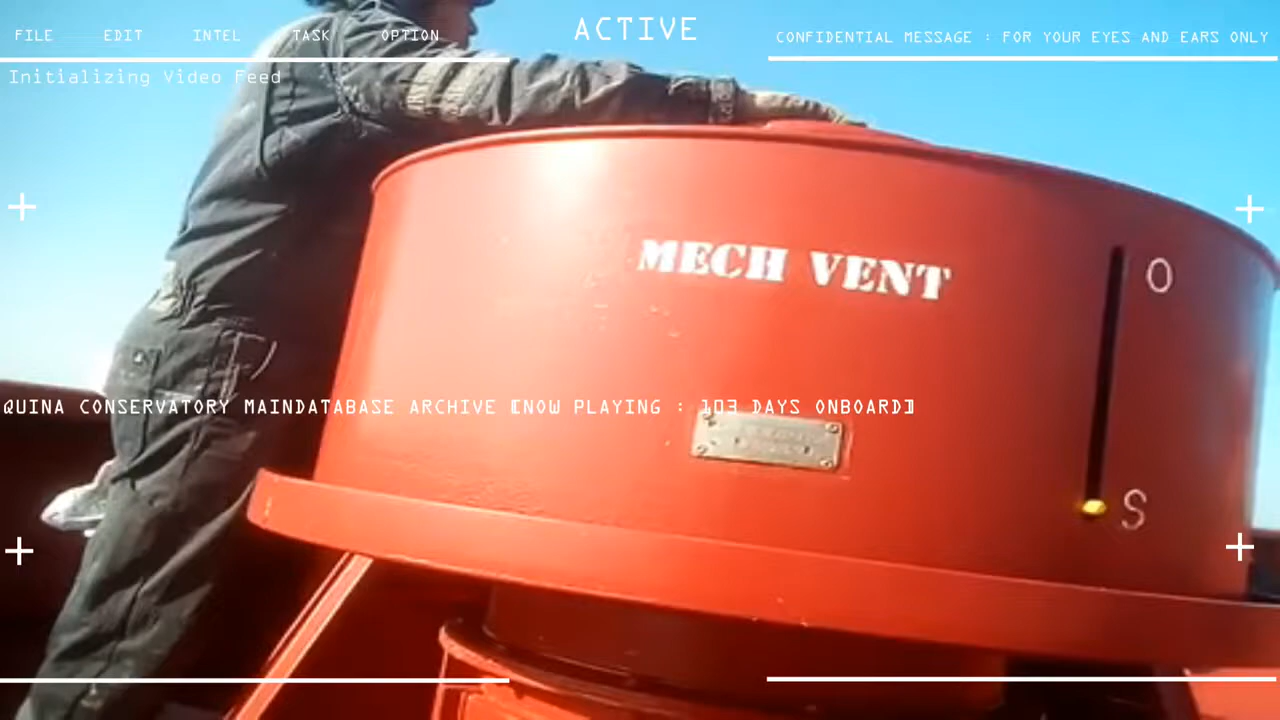 FILE EDIT INTEL TASK OPTION
ACTIVE
CONFIDENTIAL MESSAGE : FOR YOUR EYES AND EARS ONLY
Initializing Video Feed
MECH VENT
O
QUINA CONSERVATORY MAINDATABASE ARCHIVE [NOW PLAYING : 103 DAYS ONBOARD]
S